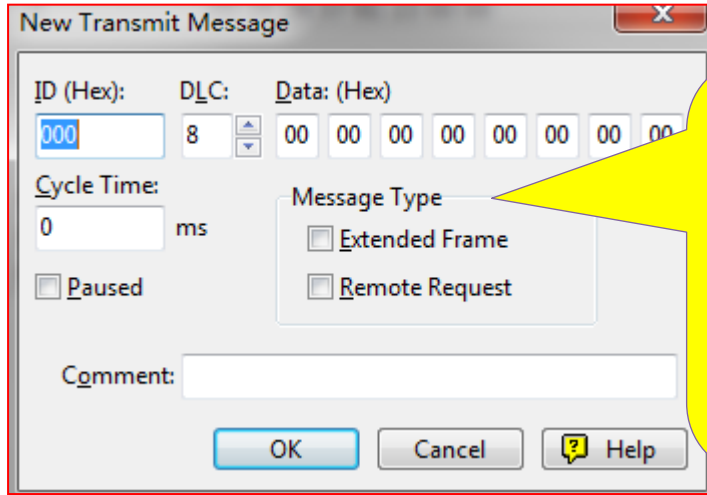 New Transmit Message
ID (Hex): DLC: Data: (Hex)
000 8 00 00 00 00 00 00 00 00
Cycle Time:
0 ms
Message Type
Extended Frame
Paused
Remote Request
Comment:
OK Cancel Help